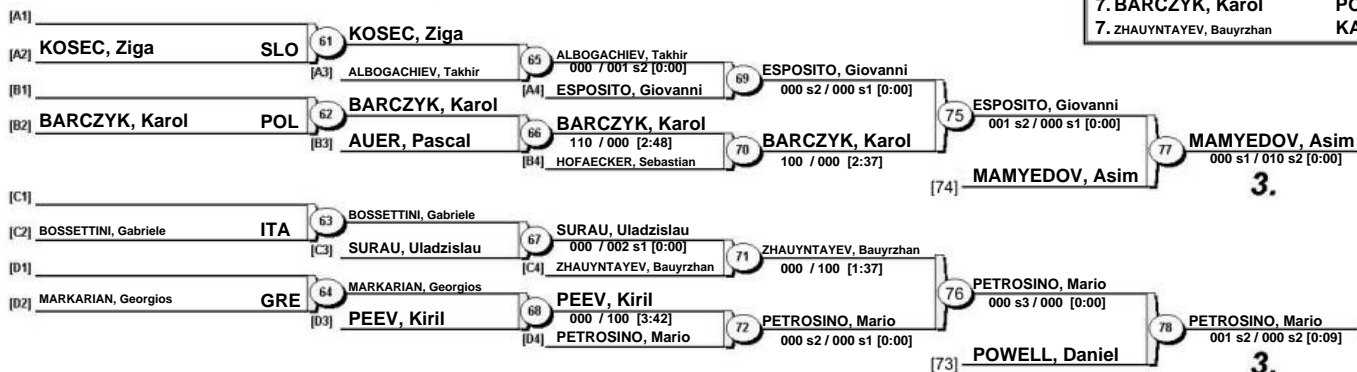 7. BARCZYK, Karol PO
7. ZHAUYNTAYEV, Bauyrzhan KA
[A1]
[A2] KOSEC, Ziga SLO
61
KOSEC, Ziga
[A3] ALBOGACHIEV, Takhir
65
ALBOGACHIEV, Takhir
000 / 001 s2 [0:00]
[A4] ESPOSITO, Giovanni
69
ESPOSITO, Giovanni
000 s2 / 000 s1 [0:00]
[B1]
[B2] BARCZYK, Karol POL
62
BARCZYK, Karol
[B3] AUER, Pascal
66
BARCZYK, Karol
110 / 000 [2:48]
[B4] HOFAECKER, Sebastian
70
BARCZYK, Karol
100 / 000 [2:37]
75
ESPOSITO, Giovanni
001 s2 / 000 s1 [0:00]
[74] MAMYEDOV, Asim
77
MAMYEDOV, Asim
000 s1 / 010 s2 [0:00]
3.
[C1]
[C2] BOSSETTINI, Gabriele ITA
63
BOSSETTINI, Gabriele
[C3] SURAU, Uladzislau
67
SURAU, Uladzislau
000 / 002 s1 [0:00]
[C4] ZHAUYNTAYEV, Bauyrzhan
71
ZHAUYNTAYEV, Bauyrzhan
000 / 100 [1:37]
[D1]
[D2] MARKARIAN, Georgios GRE
64
MARKARIAN, Georgios
[D3] PEEV, Kiril
68
PEEV, Kiril
000 / 100 [3:42]
[D4] PETROSINO, Mario
72
PETROSINO, Mario
000 s2 / 000 s1 [0:00]
76
PETROSINO, Mario
000 s3 / 000 [0:00]
[73] POWELL, Daniel
78
PETROSINO, Mario
001 s2 / 000 s2 [0:09]
3.